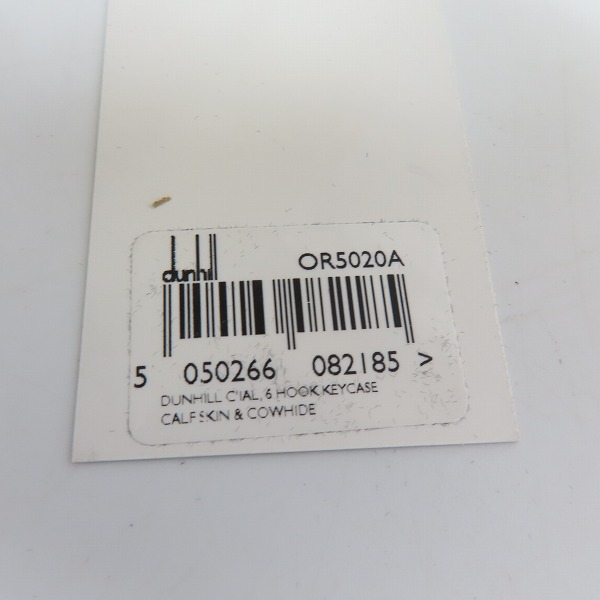 dunhill OR5020A
5 050266 082185 >
DUNHILL C'IAL, 6 HOOK,KEYCASE
CALFSKIN & COWHIDE